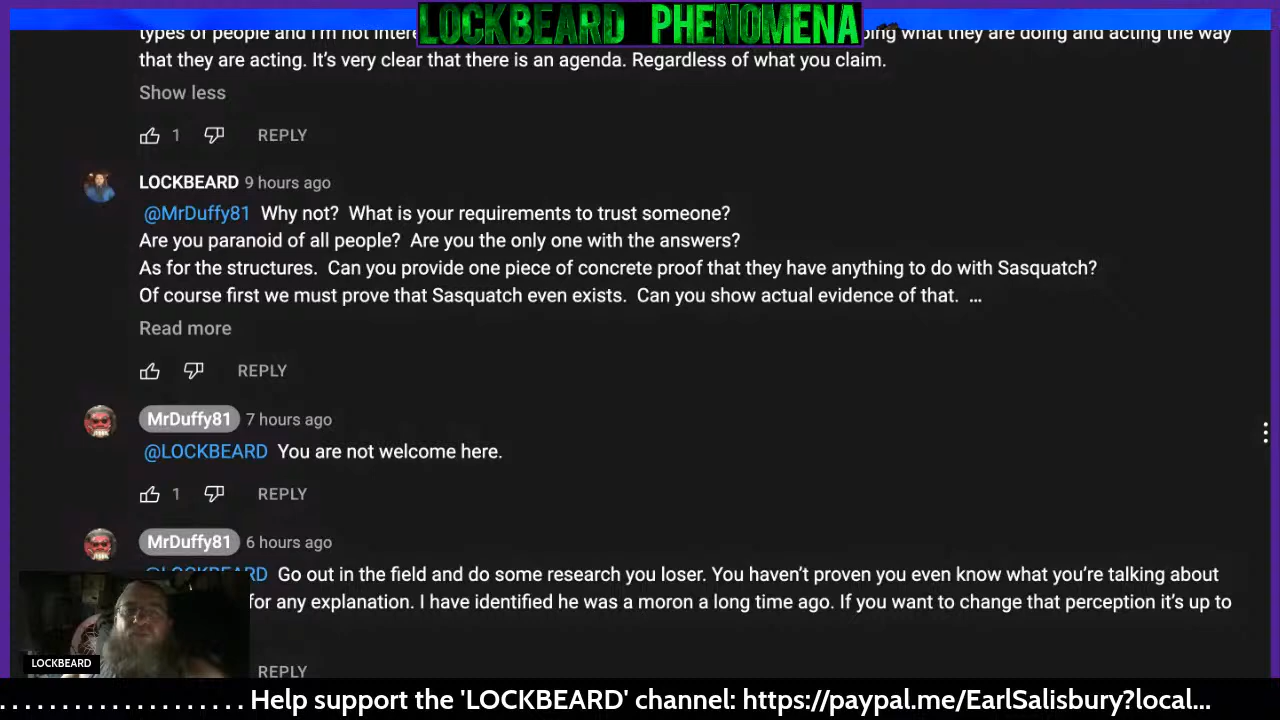 LOCKBEARD PHENOMENA
types of people and I'm not ing what they are doing and acting the way
that they are acting. It's very clear that there is an agenda. Regardless of what you claim.
Show less
1 REPLY
LOCKBEARD 9 hours ago
@MrDuffy81 Why not? What is your requirements to trust someone?
Are you paranoid of all people? Are you the only one with the answers?
As for the structures. Can you provide one piece of concrete proof that they have anything to do with Sasquatch?
Of course first we must prove that Sasquatch even exists. Can you show actual evidence of that. ...
Read more
REPLY
MrDuffy81 7 hours ago
@LOCKBEARD You are not welcome here.
1 REPLY
MrDuffy81 6 hours ago
@LOCKBEARD Go out in the field and do some research you loser. You haven't proven you even know what you're talking about
for any explanation. I have identified he was a moron a long time ago. If you want to change that perception it's up to
LOCKBEARD
REPLY
. . . . . . . . . . . . . . . . . . . . Help support the 'LOCKBEARD' channel: https://paypal.me/EarlSalisbury?local...